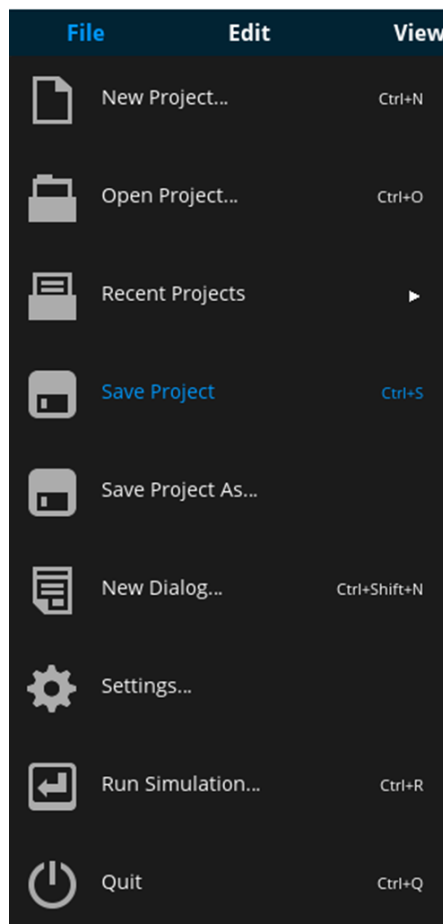 File Edit View
New Project... Ctrl+N
Open Project... Ctrl+O
Recent Projects
Save Project Ctrl+S
Save Project As...
New Dialog... Ctrl+Shift+N
Settings...
Run Simulation... Ctrl+R
Quit Ctrl+Q